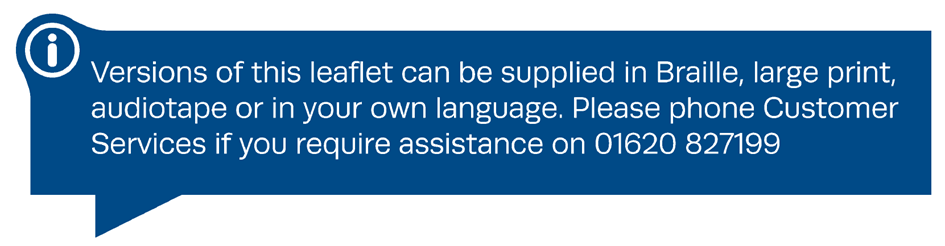 Versions of this leaflet can be supplied in Braille, large print,
audiotape or in your own language. Please phone Customer
Services if you require assistance on 01620 827199